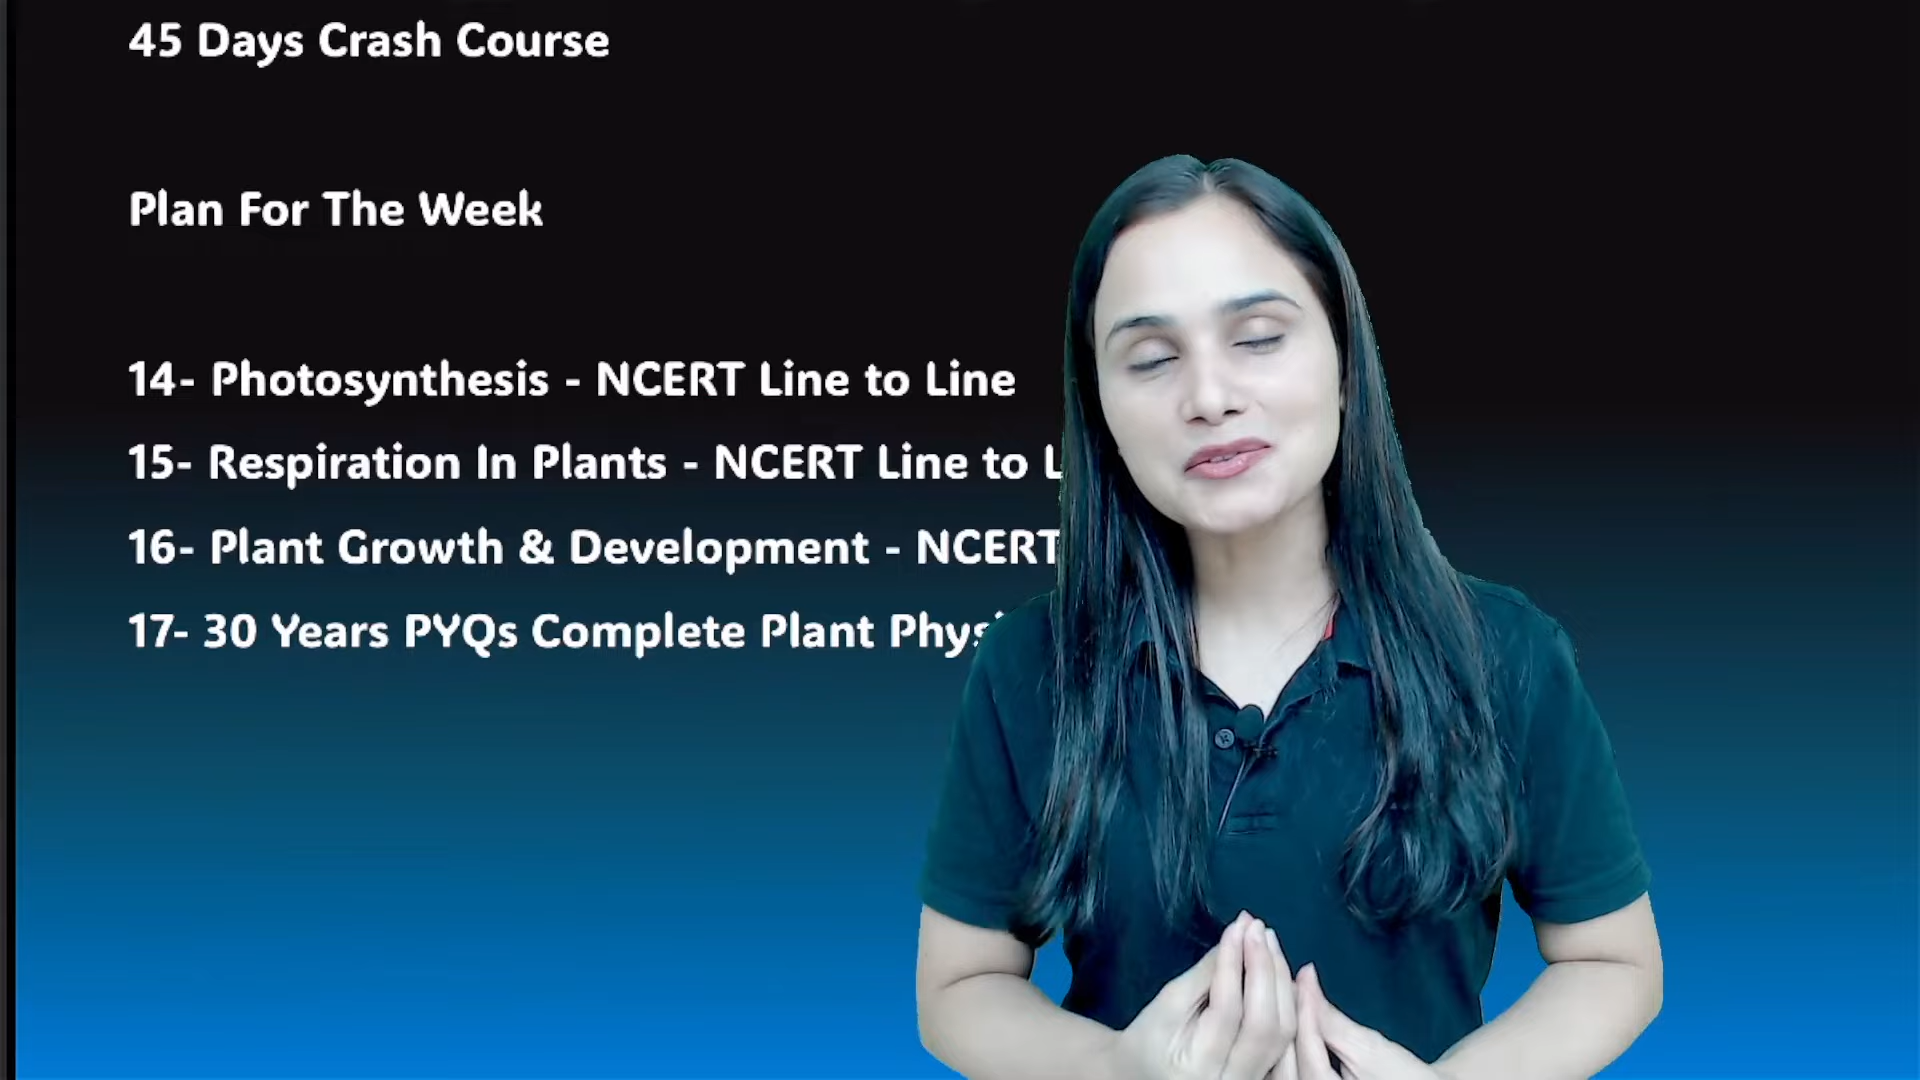 45 Days Crash Course
Plan For The Week
14- Photosynthesis - NCERT Line to Line
15- Respiration In Plants - NCERT Line to
16- Plant Growth & Development - NCERT
17- 30 Years PYQs Complete Plant